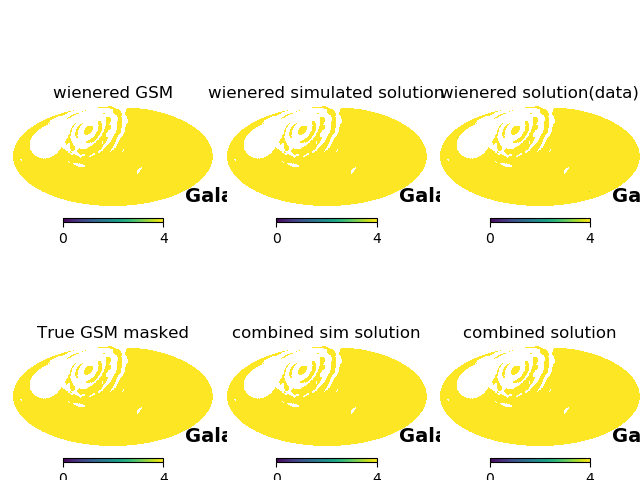 wienered GSM
wienered simulated solution
wienered solution(data)
Gala
Gala
Ga
0 4
0 4
0 4
True GSM masked
combined sim solution
combined solution
Gala
Gala
Ga
0 4
0 4
0 4